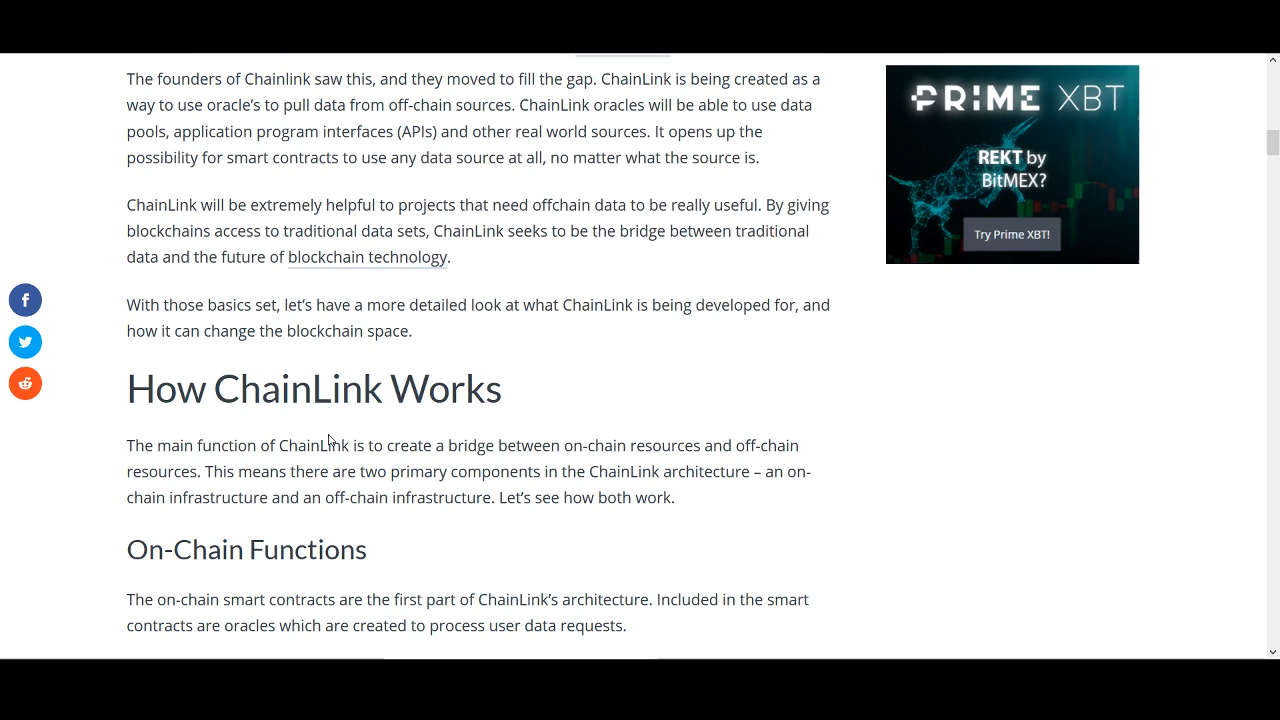 The founders of Chainlink saw this, and they moved to fill the gap. ChainLink is being created as a
way to use oracle's to pull data from off-chain sources. ChainLink oracles will be able to use data
pools, application program interfaces (APIs) and other real world sources. It opens up the
possibility for smart contracts to use any data source at all, no matter what the source is.
ChainLink will be extremely helpful to projects that need offchain data to be really useful. By giving
blockchains access to traditional data sets, ChainLink seeks to be the bridge between traditional
data and the future of blockchain technology.
With those basics set, let's have a more detailed look at what ChainLink is being developed for, and
how it can change the blockchain space.
How ChainLink Works
The main function of ChainLink is to create a bridge between on-chain resources and off-chain
resources. This means there are two primary components in the ChainLink architecture – an on-
chain infrastructure and an off-chain infrastructure. Let's see how both work.
On-Chain Functions
The on-chain smart contracts are the first part of ChainLink's architecture. Included in the smart
contracts are oracles which are created to process user data requests.
PRIME XBT
REKT by
BitMEX?
Try Prime XBT!